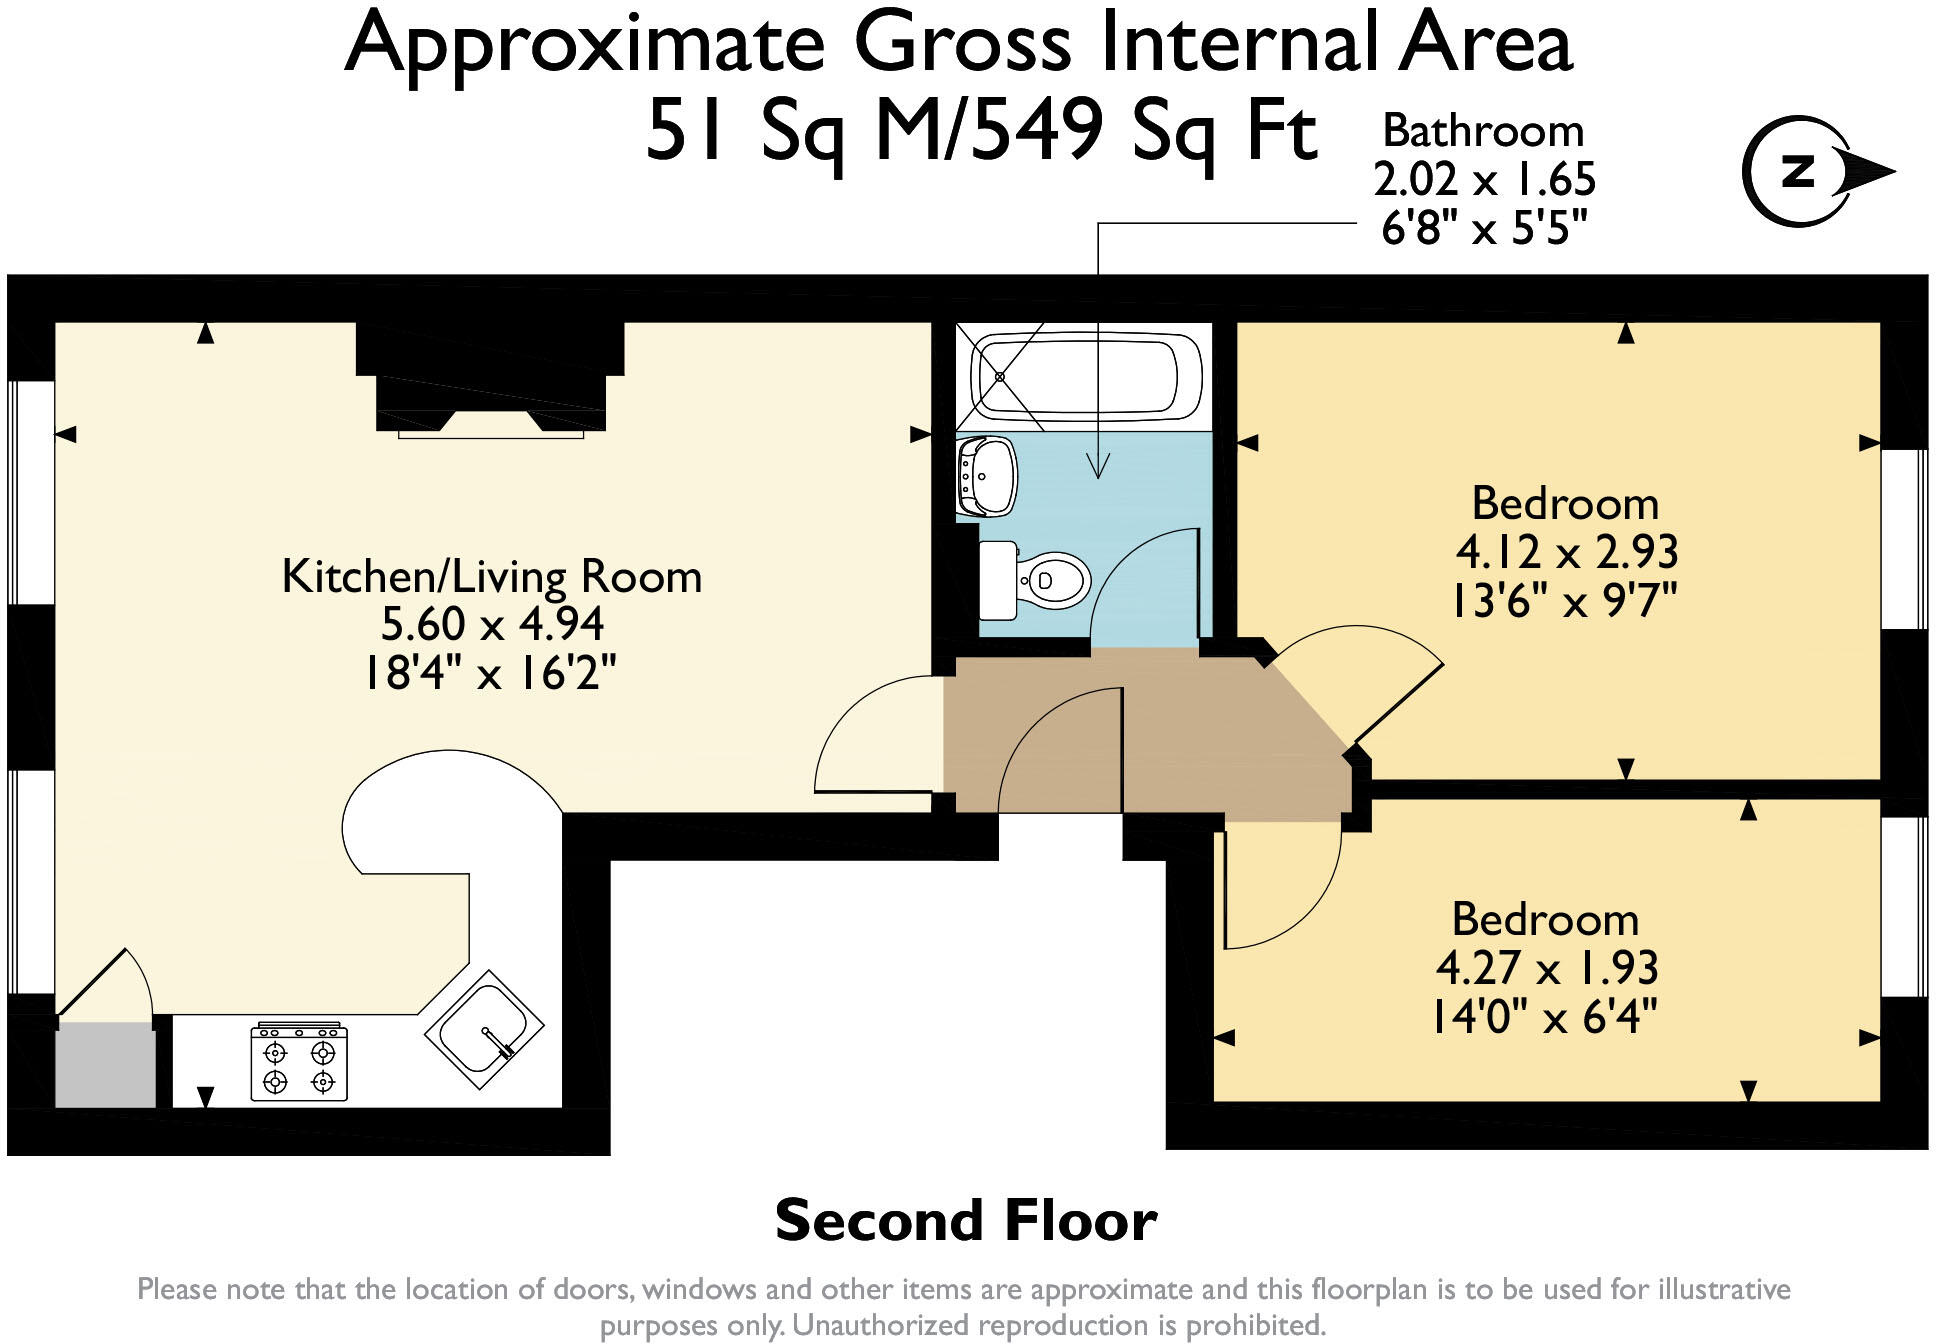 Approximate Gross Internal Area
51 Sq M/549 Sq Ft
Bathroom
2.02 x 1.65
6'8" x 5'5"
N
Kitchen/Living Room
5.60 x 4.94
18'4" x 16'2"
Bedroom
4.12 x 2.93
13'6" x 9'7"
Bedroom
4.27 x 1.93
14'0" x 6'4"
Second Floor
Please note that the location of doors, windows and other items are approximate and this floorplan is to be used for illustrative
purposes only. Unauthorized reproduction is prohibited.